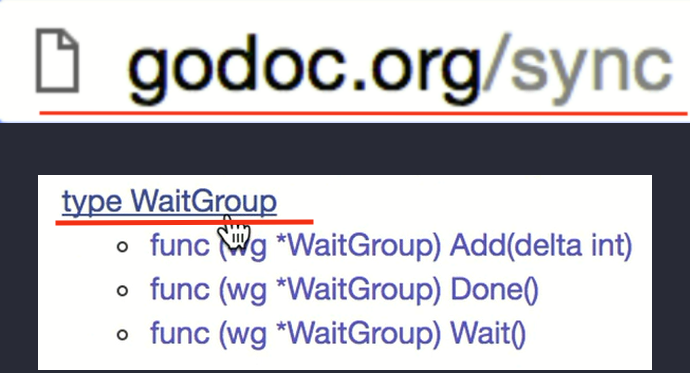 godoc.org/sync
type WaitGroup
func (wg *WaitGroup) Add(delta int)
func (wg *WaitGroup) Done()
func (wg *WaitGroup) Wait()